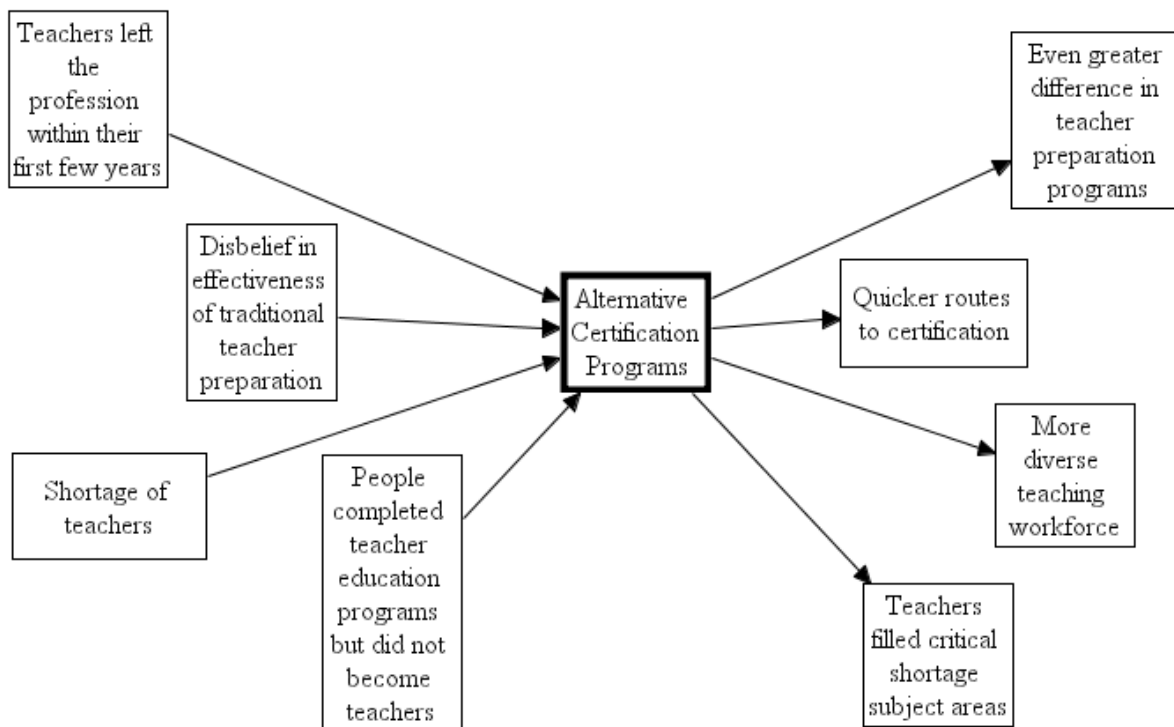 Teachers left
the
profession
within their
first few years
Disbelief in
effectiveness
of traditional
teacher
preparation
Shortage of
teachers
People
completed
teacher
education
programs
but did not
become
teachers
Alternative
Certification
Programs
Even greater
difference in
teacher
preparation
programs
Quicker routes
to certification
More
diverse
teaching
workforce
Teachers
filled critical
shortage
subject areas